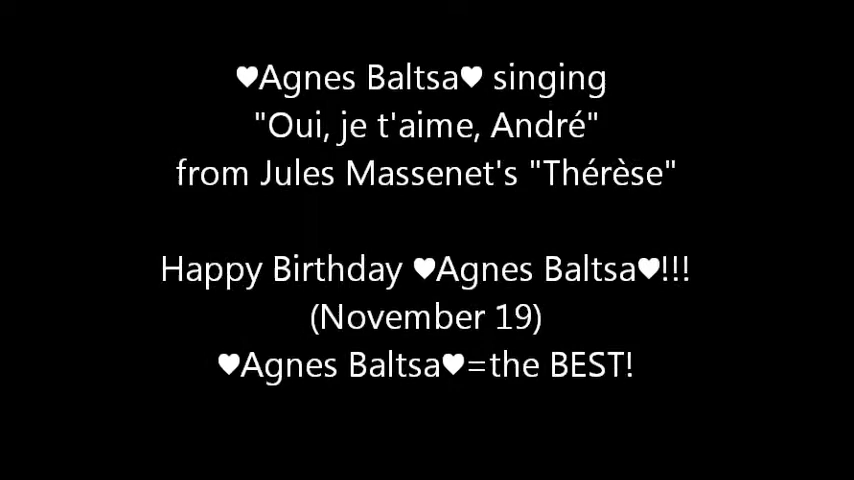 ♥Agnes Baltsa♥ singing
"Oui, je t'aime, André"
from Jules Massenet's "Thérèse"
Happy Birthday ♥Agnes Baltsa♥!!!
(November 19)
♥Agnes Baltsa♥=the BEST!